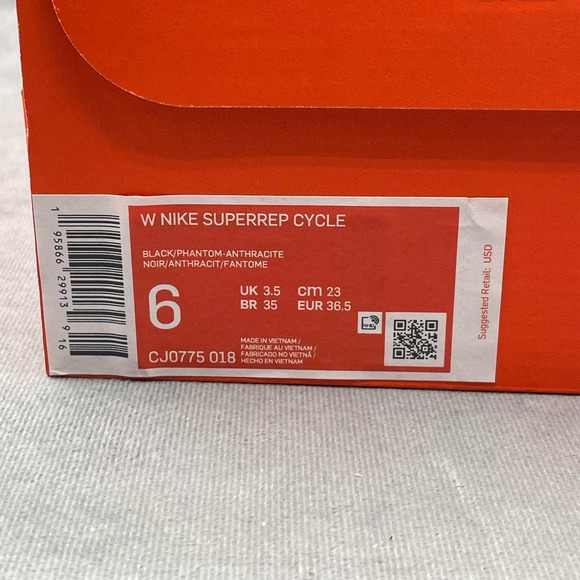 W NIKE SUPERREP CYCLE
BLACK/PHANTOM-ANTHRACITE
NOIR/ANTHRACIT/FANTOME
6
UK 3.5 cm 23
BR 35 EUR 36.5
CJ0775 018
MADE IN VIETNAM /
FABRIQUE AU VIETNAM /
FABRICADO NO VIETNÃ /
HECHO EN VIETNAM
1 95866 29913 9 16
Suggested Retail: USD